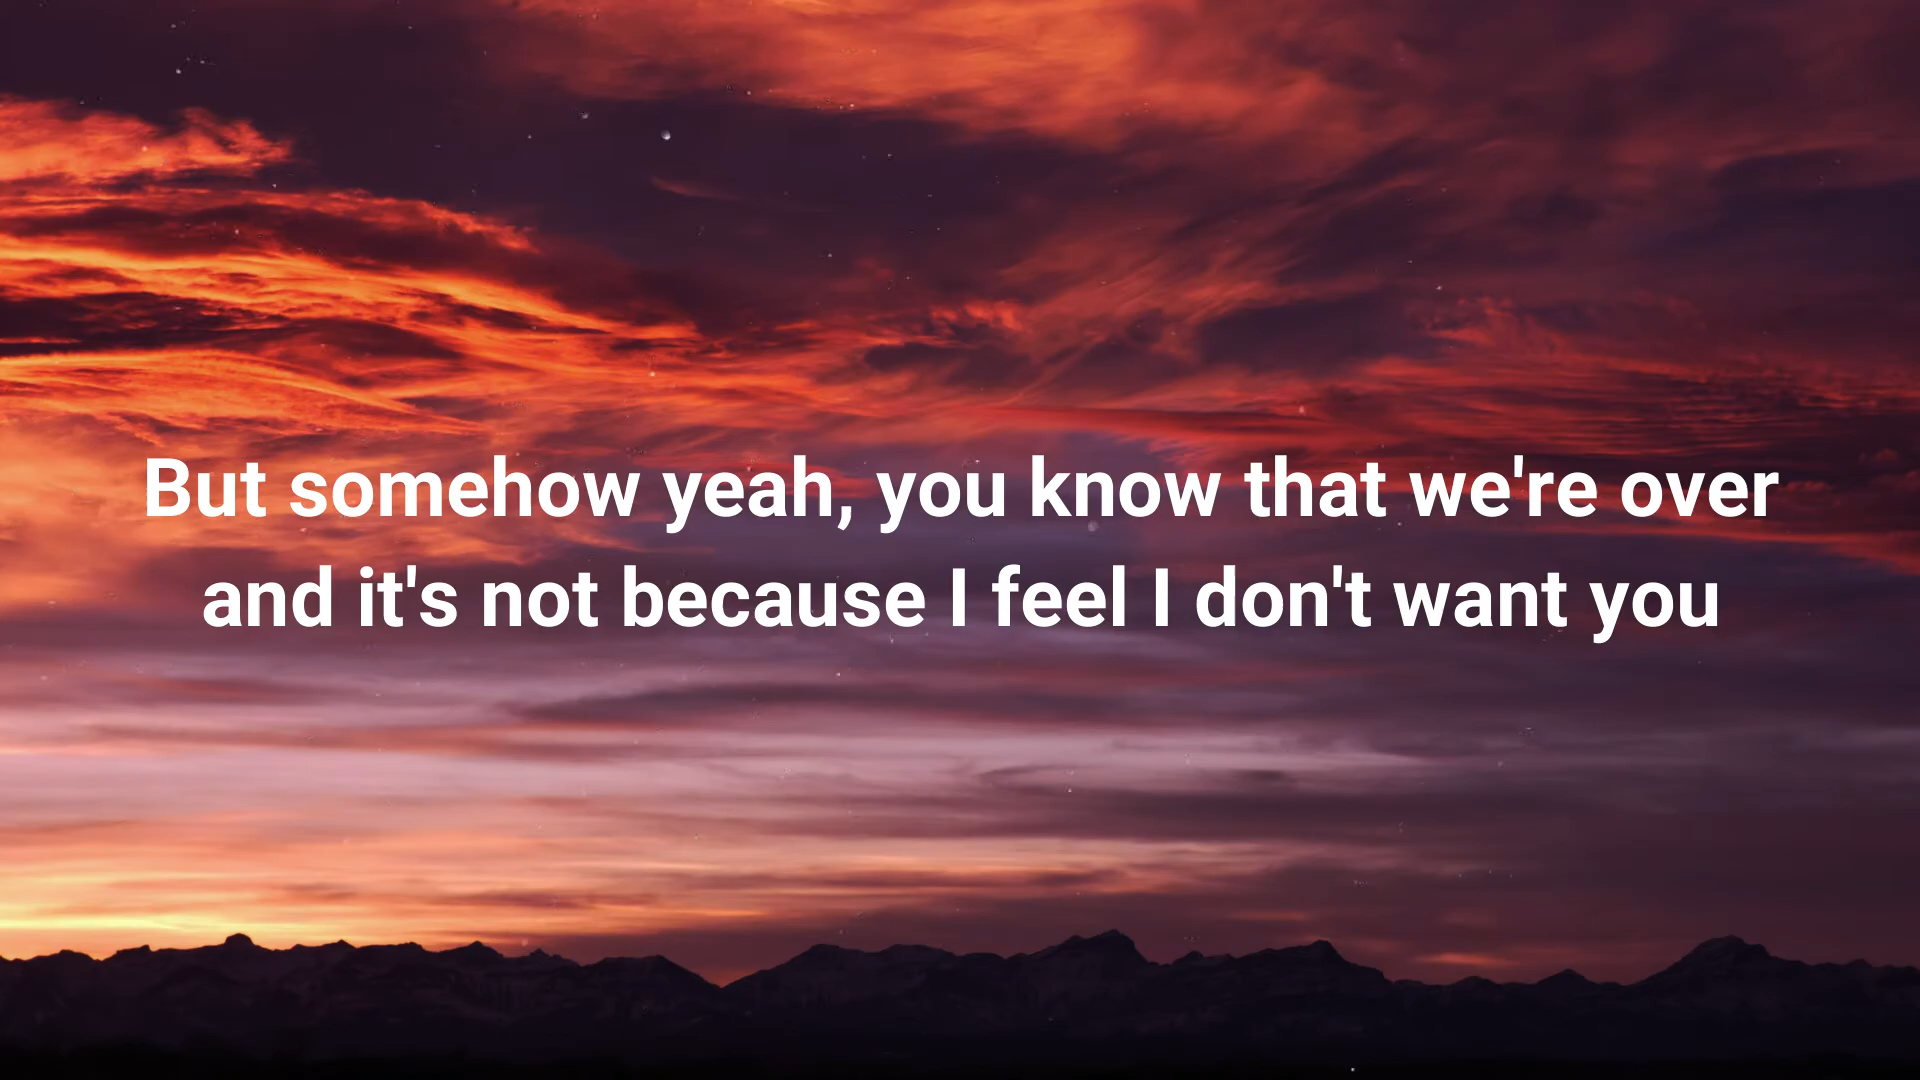 But somehow yeah, you know that we're over
and it's not because I feel I don't want you